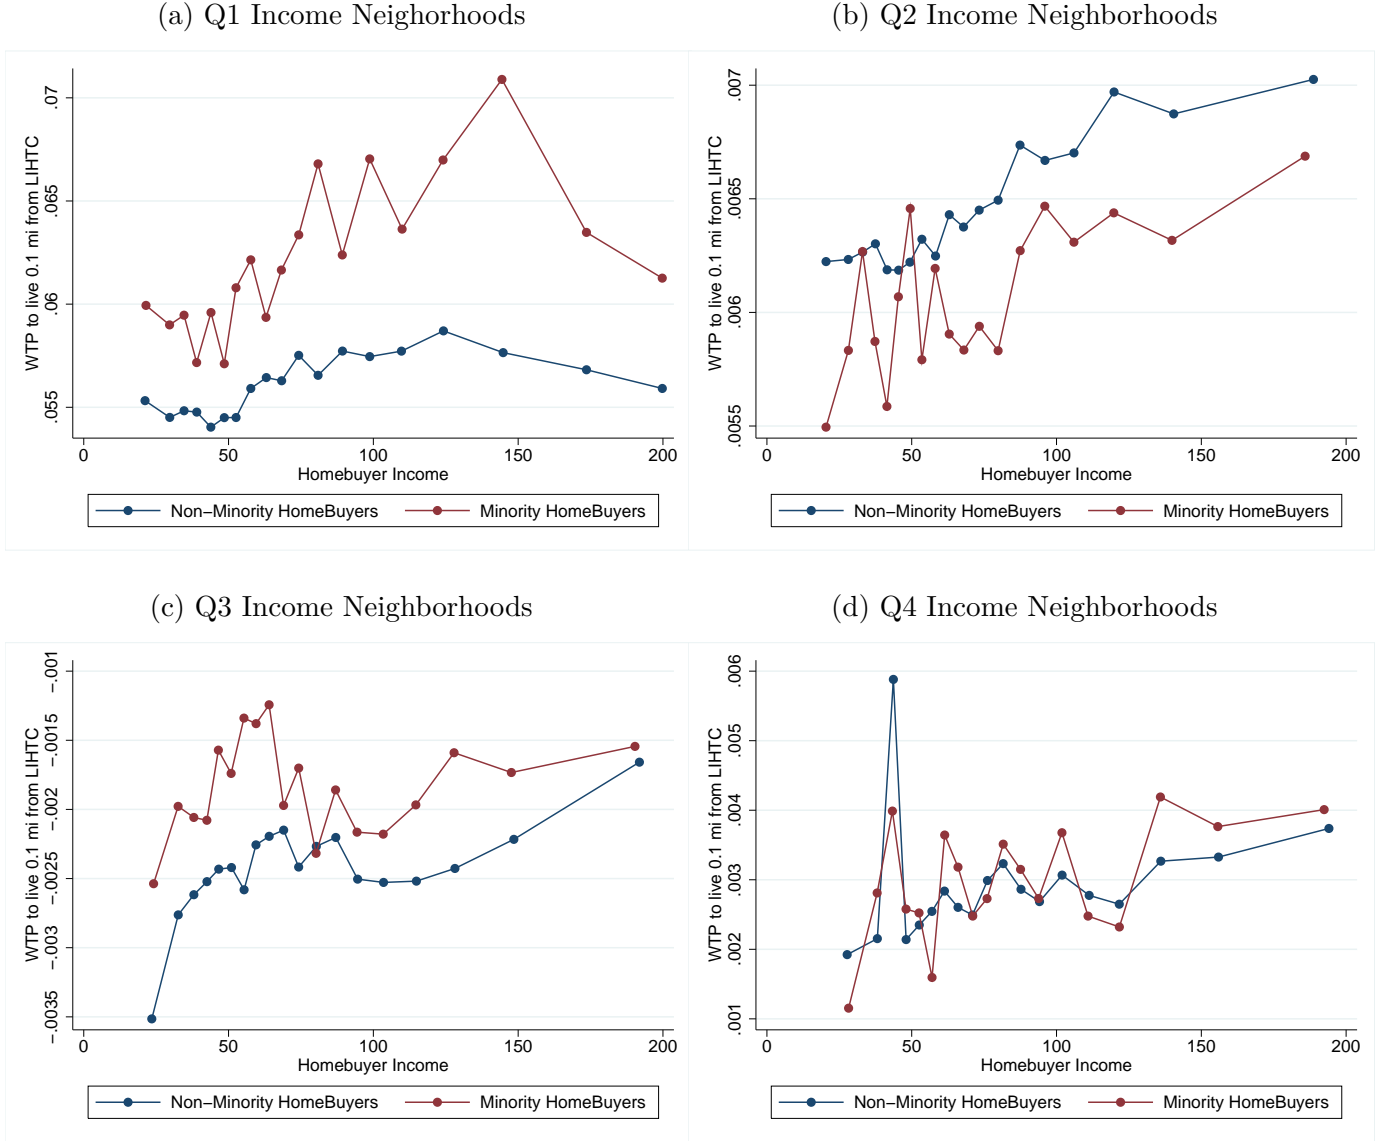 (a) Q1 Income Neighorhoods
WTP to live 0.1 mi from LIHTC
.07
.065
.06
.055
0 50 100 150 200
Homebuyer Income
Non−Minority HomeBuyers Minority HomeBuyers
(b) Q2 Income Neighborhoods
WTP to live 0.1 mi from LIHTC
.007
.0065
.006
.0055
0 50 100 150 200
Homebuyer Income
Non−Minority HomeBuyers Minority HomeBuyers
(c) Q3 Income Neighborhoods
WTP to live 0.1 mi from LIHTC
−.001
−.0015
−.002
−.0025
−.003
−.0035
0 50 100 150 200
Homebuyer Income
Non−Minority HomeBuyers Minority HomeBuyers
(d) Q4 Income Neighborhoods
WTP to live 0.1 mi from LIHTC
.006
.005
.004
.003
.002
.001
0 50 100 150 200
Homebuyer Income
Non−Minority HomeBuyers Minority HomeBuyers